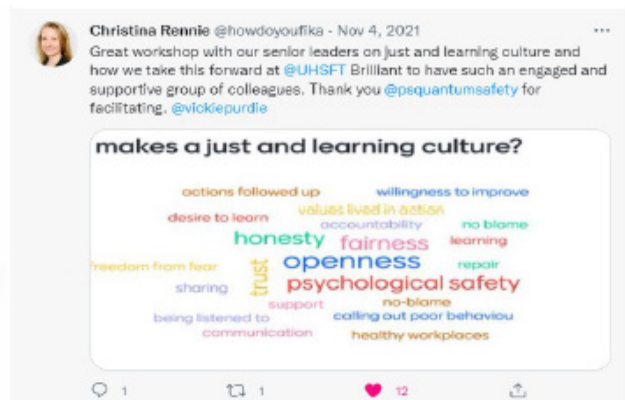 Christina Rennie @howdoyoufika - Nov 4, 2021
Great workshop with our senior leaders on just and learning culture and
how we take this forward at @UHSFT Brilliant to have such an engaged and
supportive group of colleagues. Thank you @psquantumsafety for
facilitating. @vickiepurdie
makes a just and learning culture?
actions followed up willingness to improve
values lived in action
desire to learn accountability no blame
honesty fairness learning
freedom from fear trust openness repair
sharing psychological safety
support no-blame
being listened to calling out poor behaviou
communication healthy workplaces
1 1 12